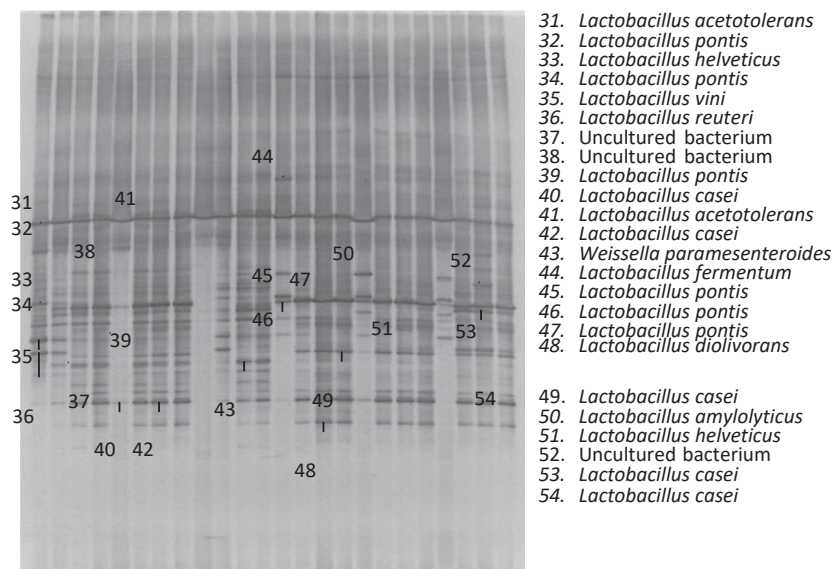 31. Lactobacillus acetotolerans
32. Lactobacillus pontis
33. Lactobacillus helveticus
34. Lactobacillus pontis
35. Lactobacillus vini
36. Lactobacillus reuteri
37. Uncultured bacterium
38. Uncultured bacterium
39. Lactobacillus pontis
40. Lactobacillus casei
41. Lactobacillus acetotolerans
42. Lactobacillus casei
43. Weissella paramesenteroides
44. Lactobacillus fermentum
45. Lactobacillus pontis
46. Lactobacillus pontis
47. Lactobacillus pontis
48. Lactobacillus diolivorans
49. Lactobacillus casei
50. Lactobacillus amylolyticus
51. Lactobacillus helveticus
52. Uncultured bacterium
53. Lactobacillus casei
54. Lactobacillus casei
44
31
41
32
38
50
52
33
45
47
34
46
51
53
39
35
37
43
49
54
36
40
42
48